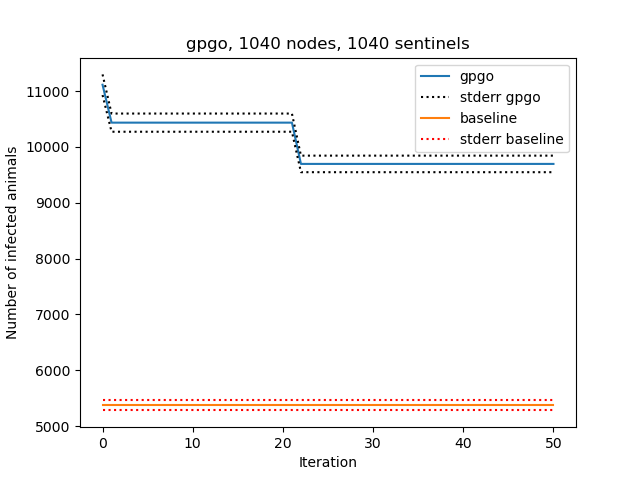 gpgo, 1040 nodes, 1040 sentinels
gpgo
stderr gpgo
baseline
stderr baseline
Number of infected animals
11000
10000
9000
8000
7000
6000
5000
0 10 20 30 40 50
Iteration